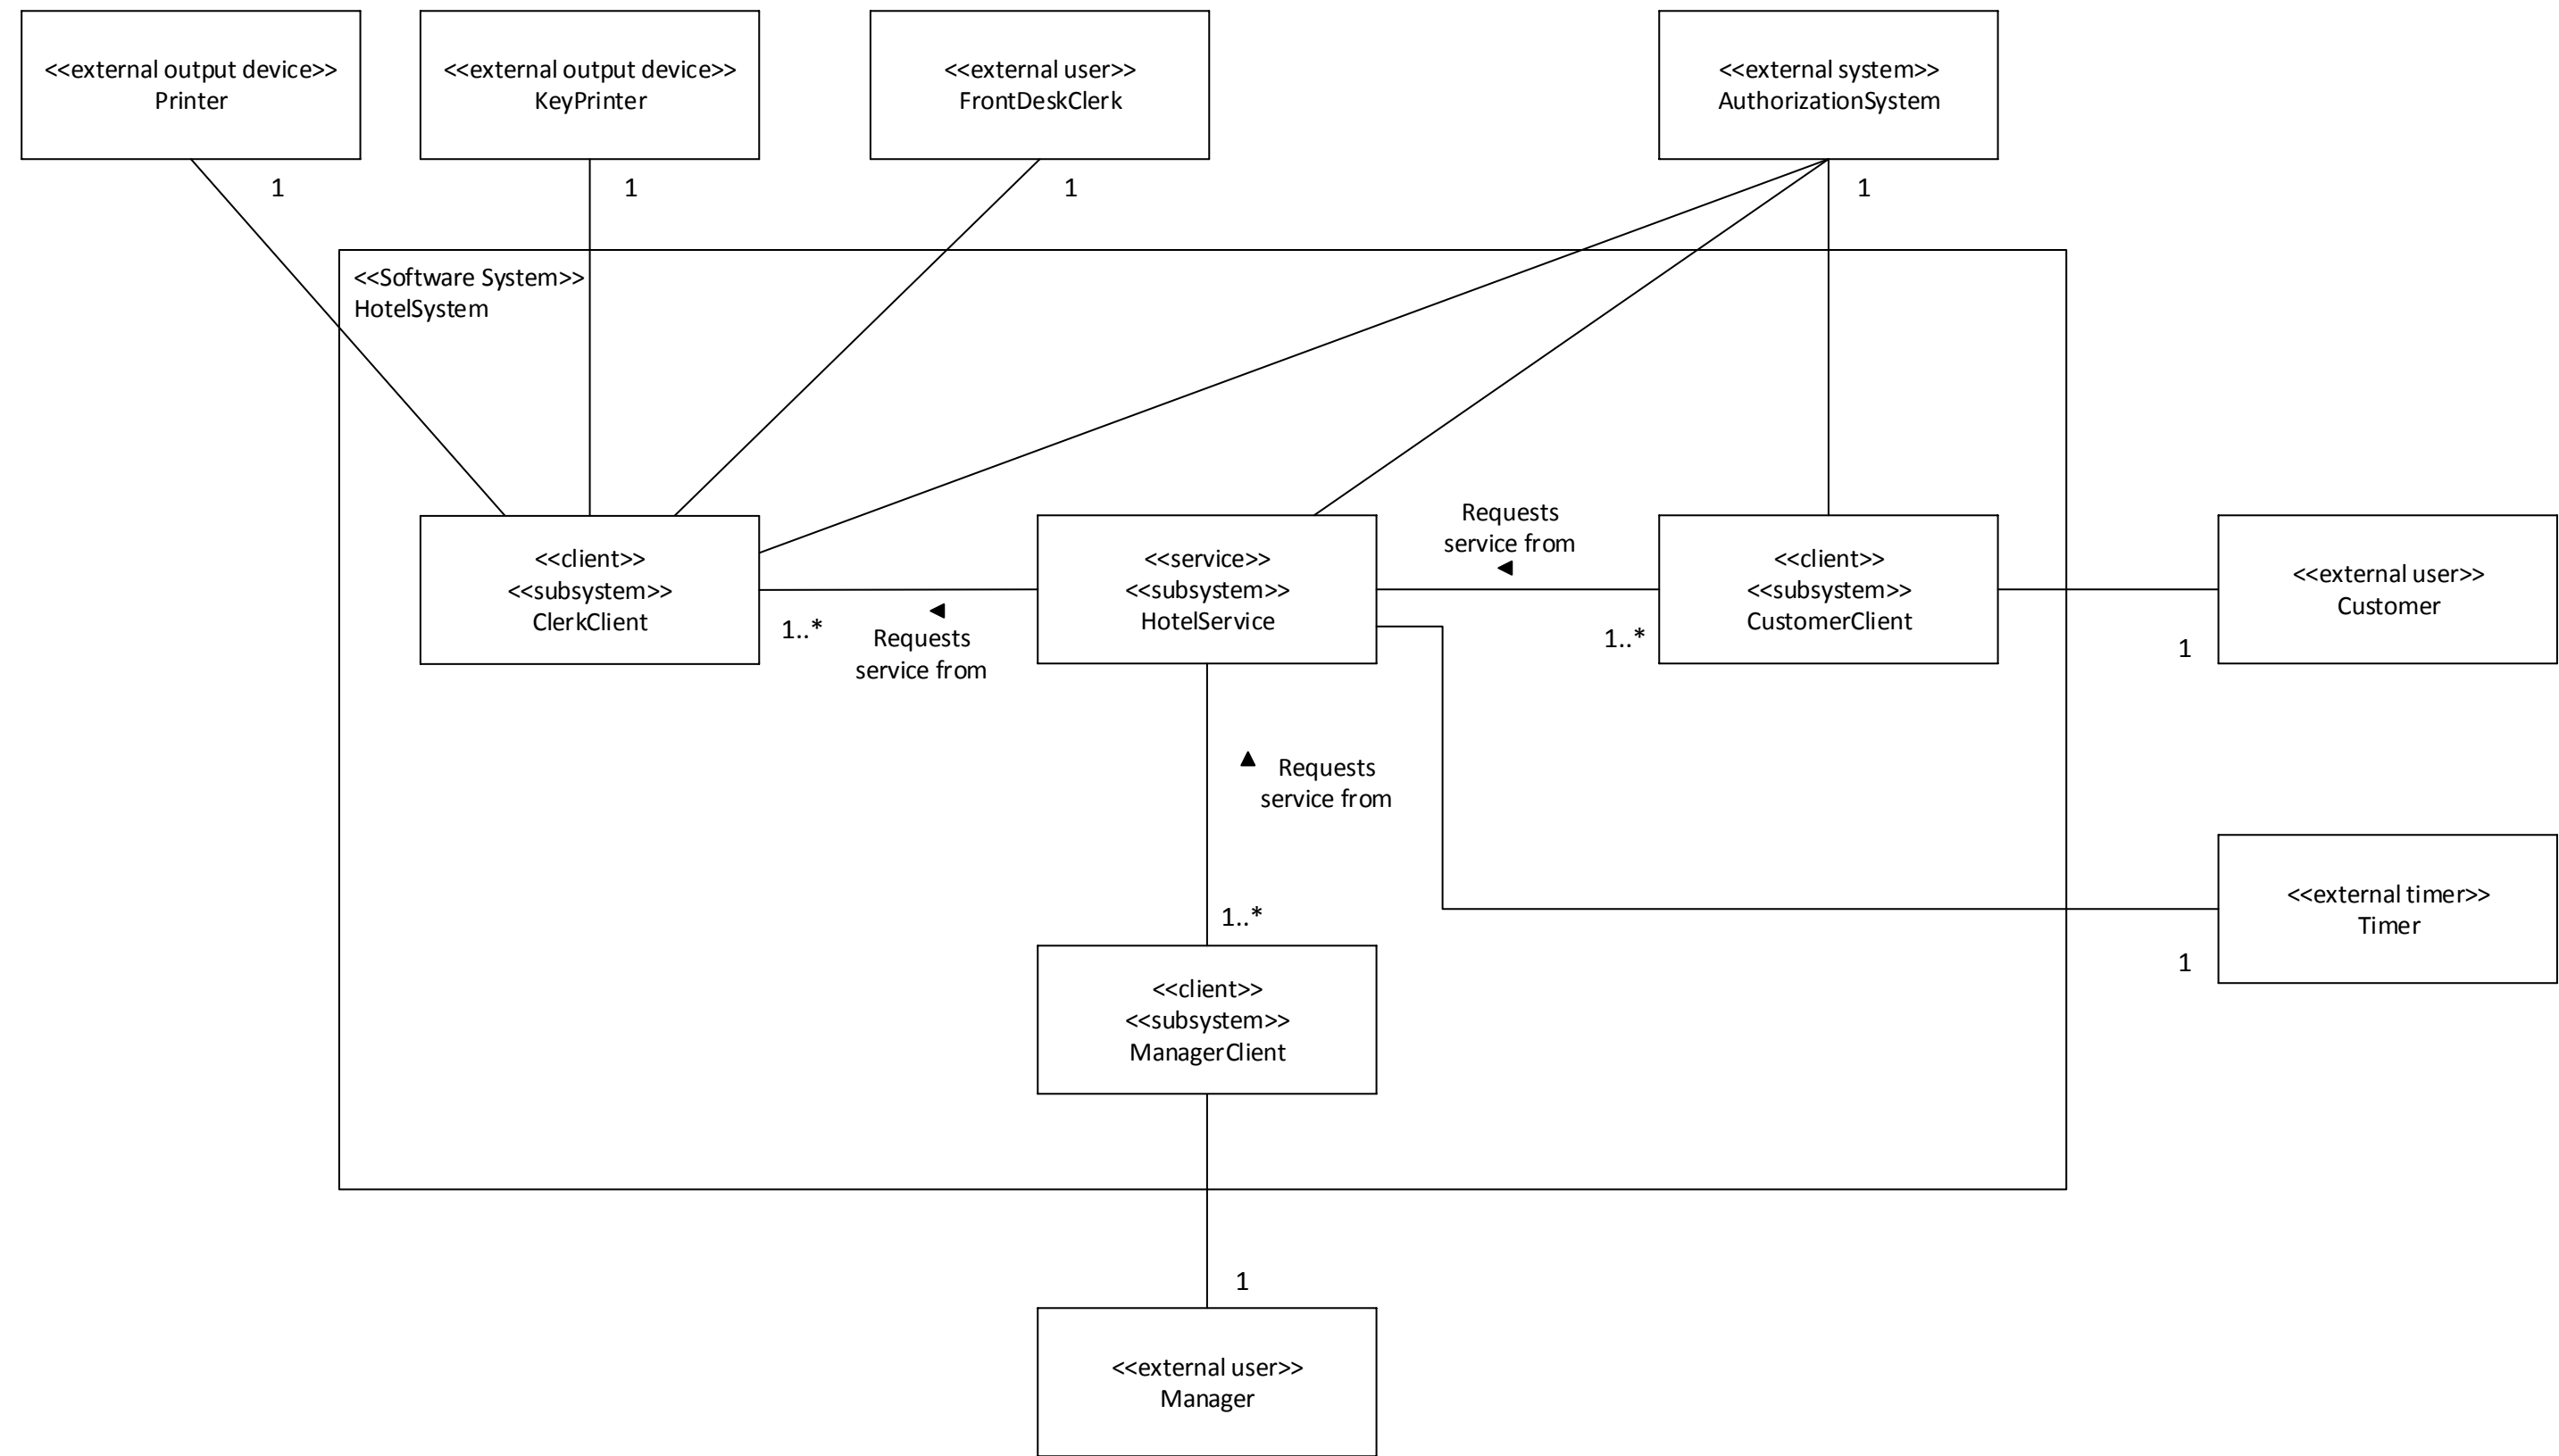 <<external output device>>
Printer
<<external output device>>
KeyPrinter
<<external user>>
FrontDeskClerk
<<external system>>
AuthorizationSystem
1
1
1
1
<<Software System>>
HotelSystem
<<client>>
<<subsystem>>
ClerkClient
1..*
Requests
service from
<<service>>
<<subsystem>>
HotelService
Requests
service from
1..*
<<client>>
<<subsystem>>
CustomerClient
1
<<external user>>
Customer
Requests
service from
1..*
<<client>>
<<subsystem>>
ManagerClient
1
<<external timer>>
Timer
1
<<external user>>
Manager